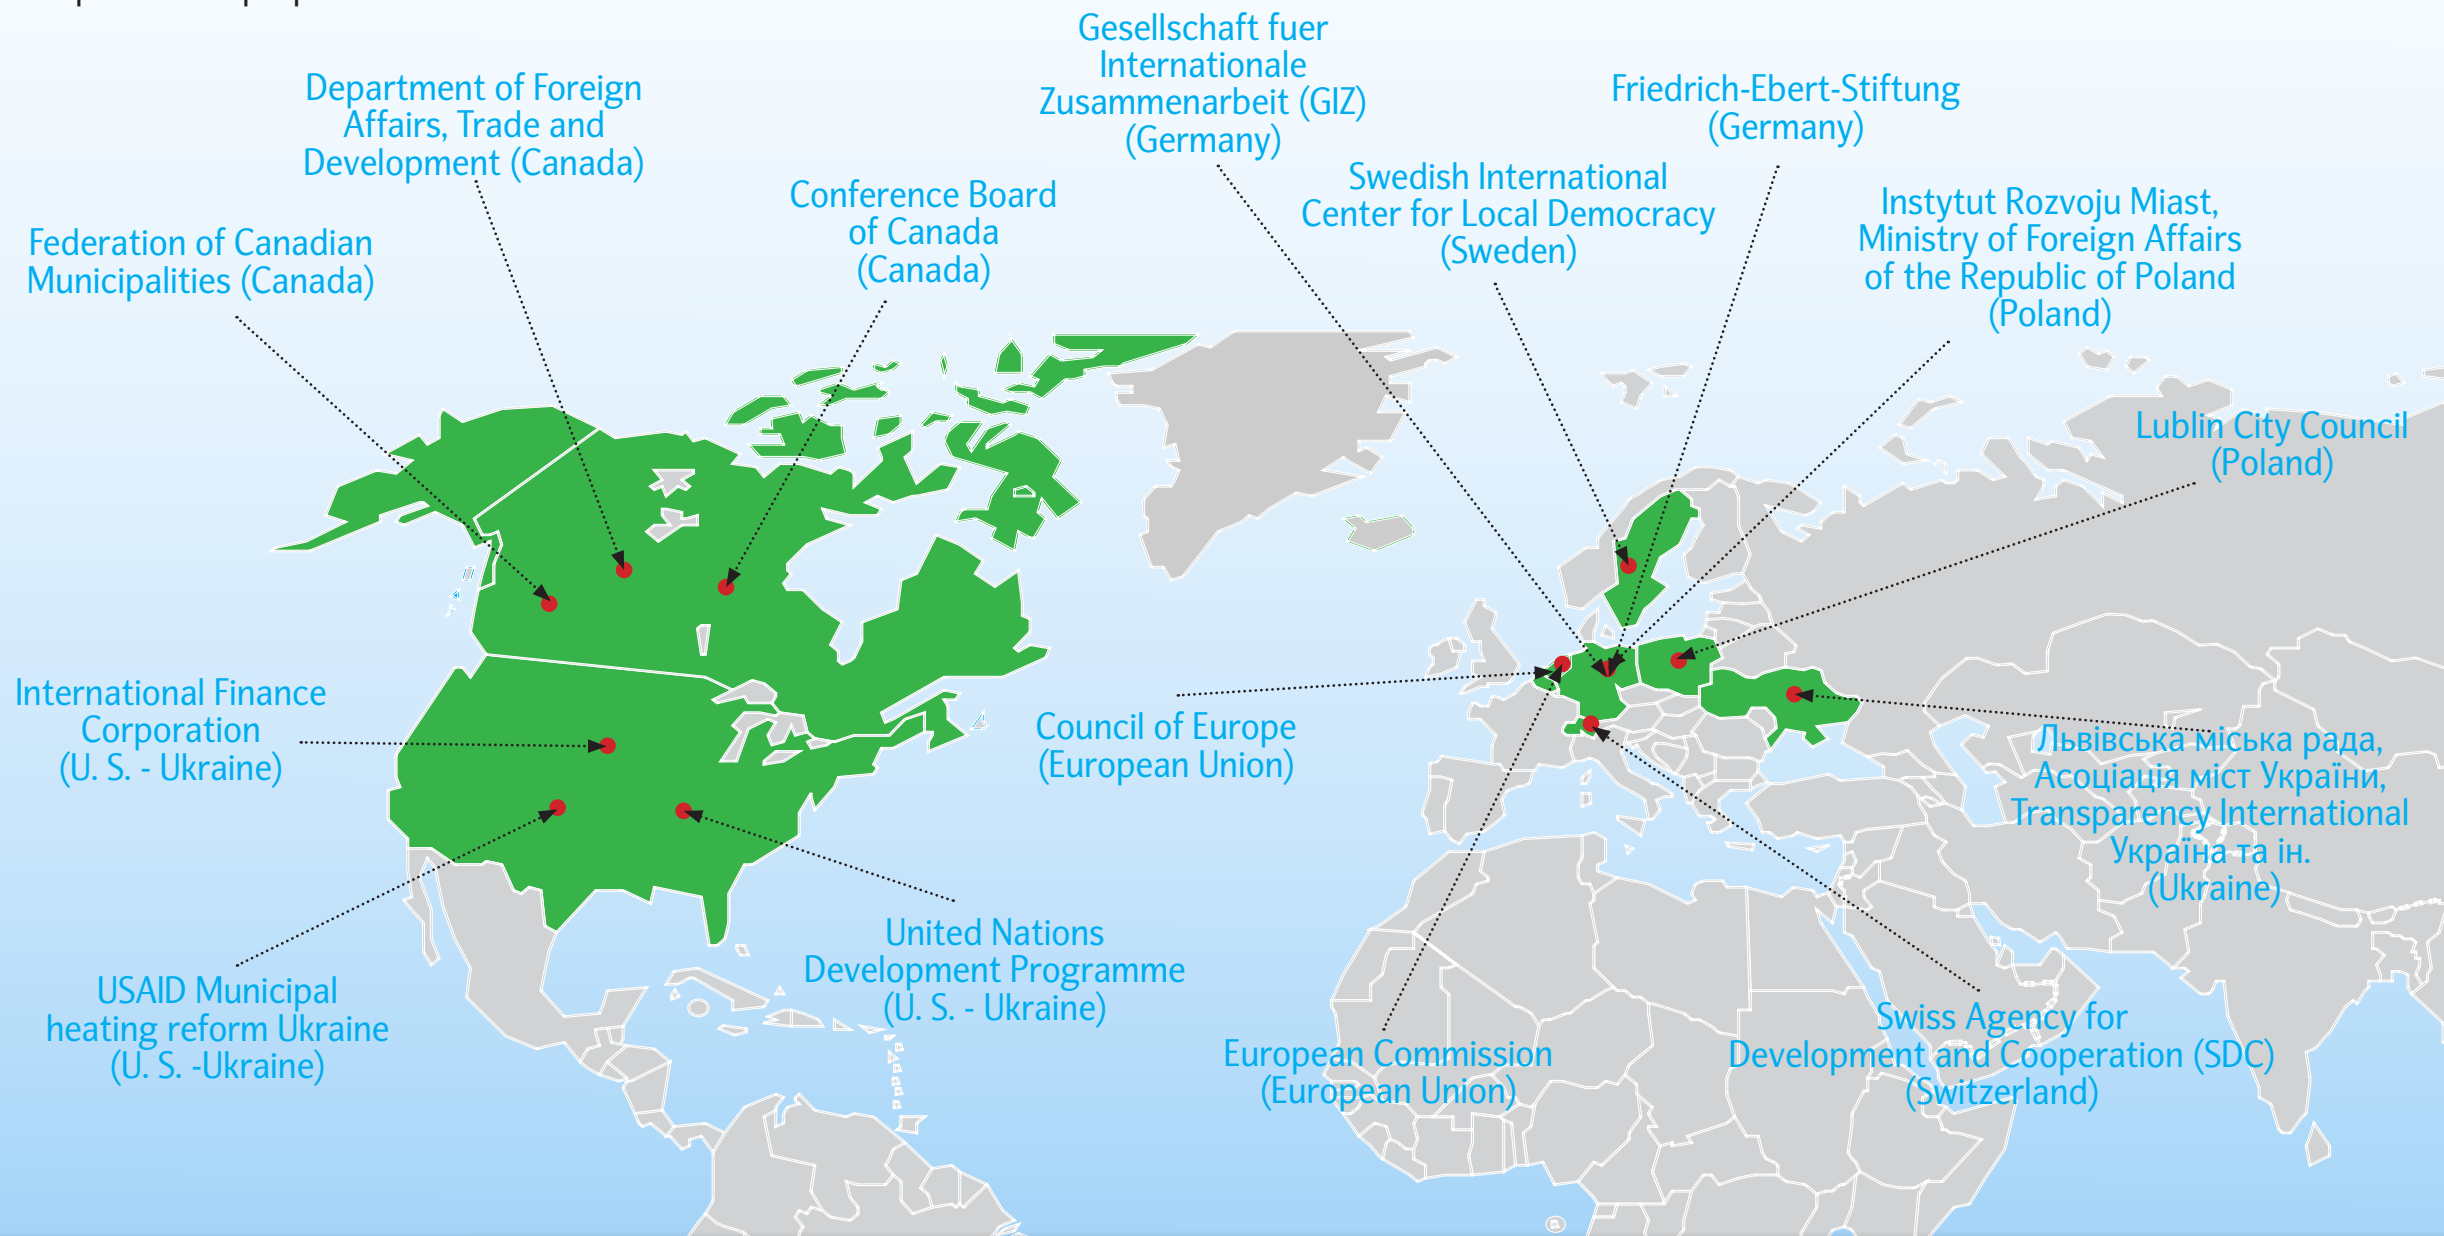 Gesellschaft fuer
Internationale
Zusammenarbeit (GIZ)
(Germany)
Department of Foreign
Affairs, Trade and
Development (Canada)
Friedrich-Ebert-Stiftung
(Germany)
Swedish International
Center for Local Democracy
(Sweden)
Conference Board
of Canada
(Canada)
Instytut Rozvoju Miast,
Ministry of Foreign Affairs
of the Republic of Poland
(Poland)
Federation of Canadian
Municipalities (Canada)
Lublin City Council
(Poland)
International Finance
Corporation
(U. S. - Ukraine)
Council of Europe
(European Union)
Львівська міська рада,
Асоціація міст України,
Transparency International
Україна та ін.
(Ukraine)
United Nations
Development Programme
(U. S. - Ukraine)
USAID Municipal
heating reform Ukraine
(U. S. -Ukraine)
European Commission
(European Union)
Swiss Agency for
Development and Cooperation (SDC)
(Switzerland)